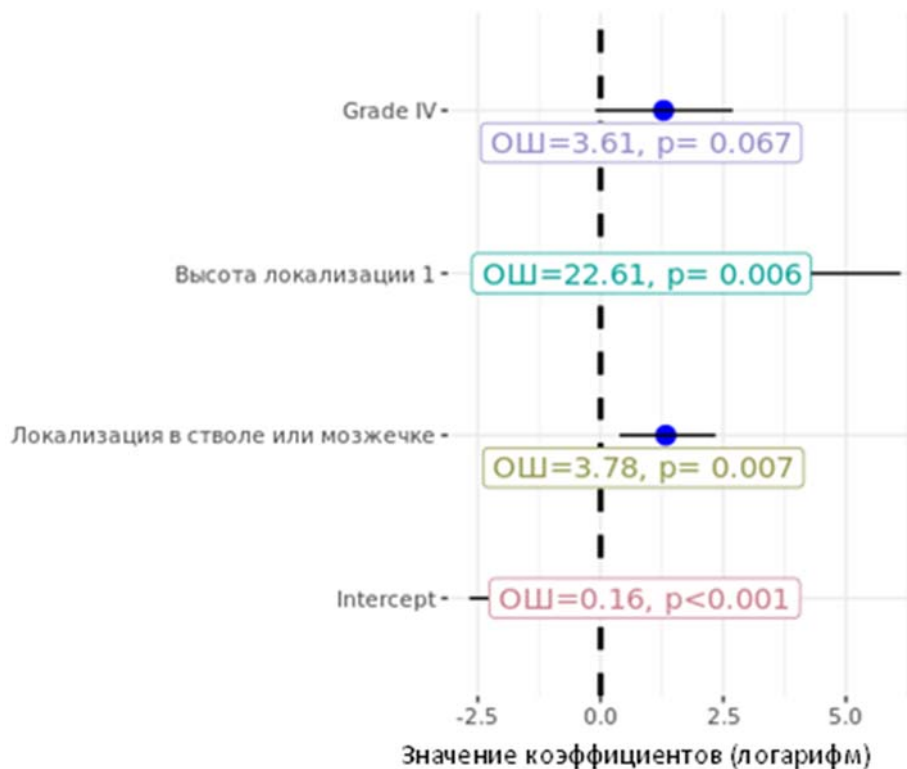 Grade IV
ОШ=3.61, p= 0.067
Высота локализации 1
ОШ=22.61, p= 0.006
Локализация в стволе или мозжечке
ОШ=3.78, p= 0.007
Intercept
ОШ=0.16, p<0.001
-2.5 0.0 2.5 5.0
Значение коэффициентов (логарифм)